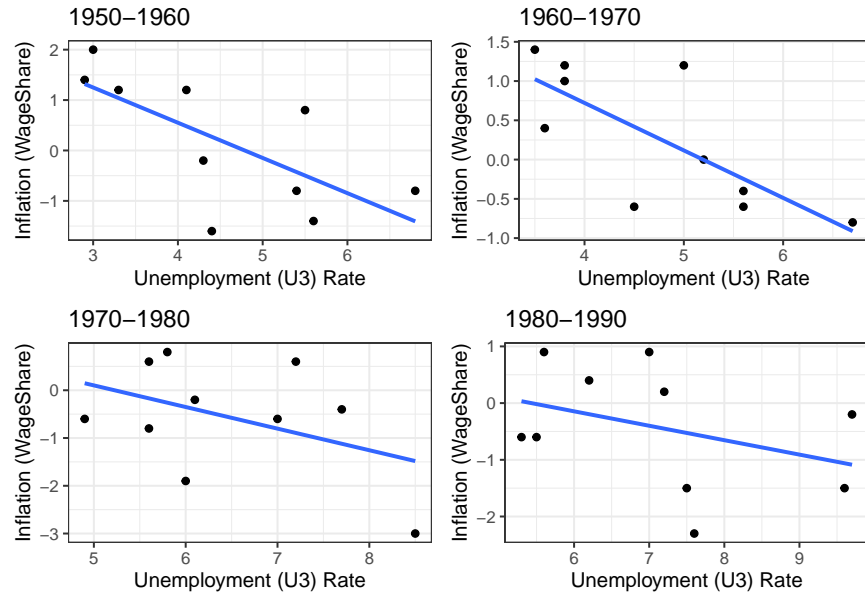 1950−1960
2
1
0
−1
3 4 5 6
Unemployment (U3) Rate
Inflation (WageShare)
1960−1970
1.5
1.0
0.5
0.0
−0.5
−1.0
4 5 6
Unemployment (U3) Rate
Inflation (WageShare)
1970−1980
0
−1
−2
−3
5 6 7 8
Unemployment (U3) Rate
Inflation (WageShare)
1980−1990
1
0
−1
−2
6 7 8 9
Unemployment (U3) Rate
Inflation (WageShare)